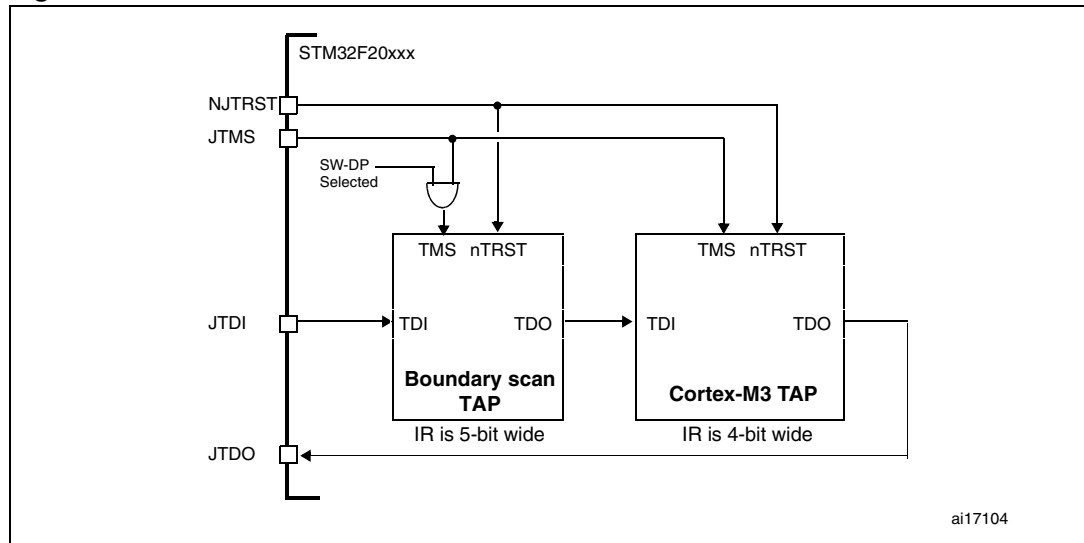 STM32F20xxx
NJTRST
JTMS
SW-DP
Selected
TMS nTRST
TMS nTRST
JTDI
TDI
TDO
TDI
TDO
Boundary scan
TAP
Cortex-M3 TAP
IR is 5-bit wide
IR is 4-bit wide
JTDO
ai17104